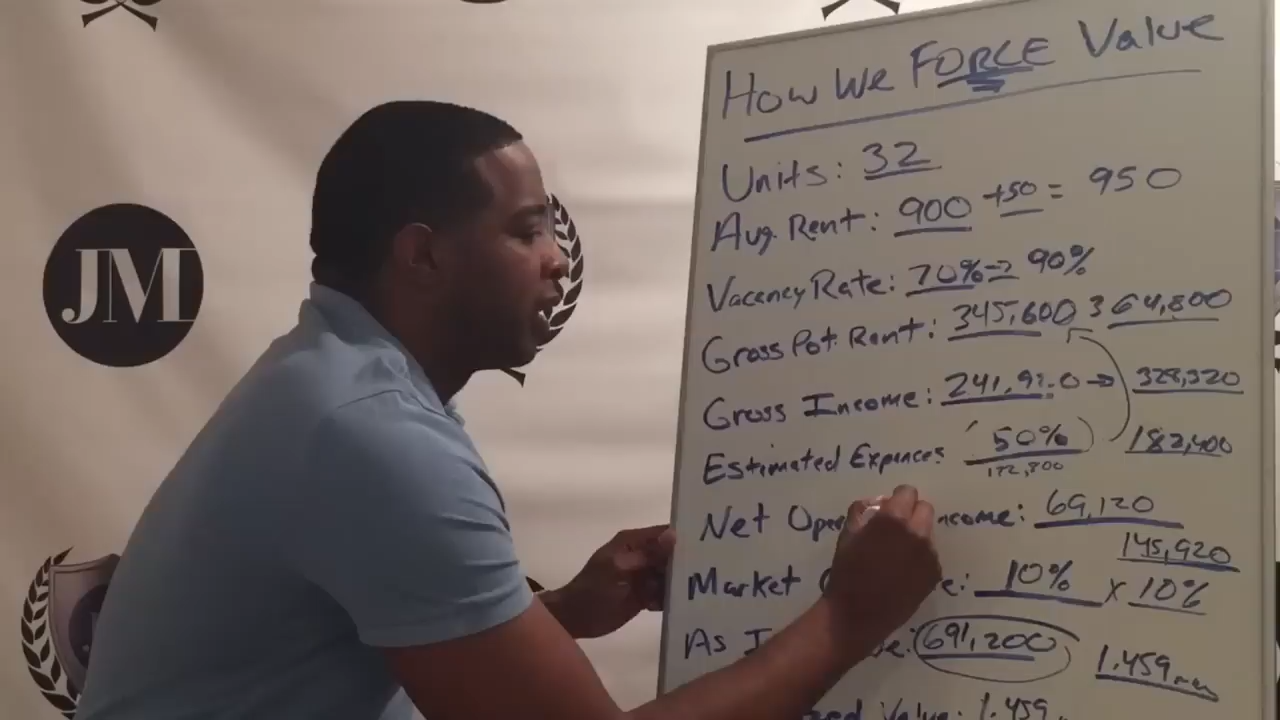 JM
How We FORCE Value
Units: 32
Avg. Rent: 900 +50 = 950
Vacency Rate: 70% = 90%
Gross Pot. Rent: 345,600 364,800
Gross Income: 241,920 → 328,320
Estimated Expences 50% 182,400
172,800
Net Income: 69,120
145,920
Market 10% x 10%
As 691,200 1.459
Value: 1.459